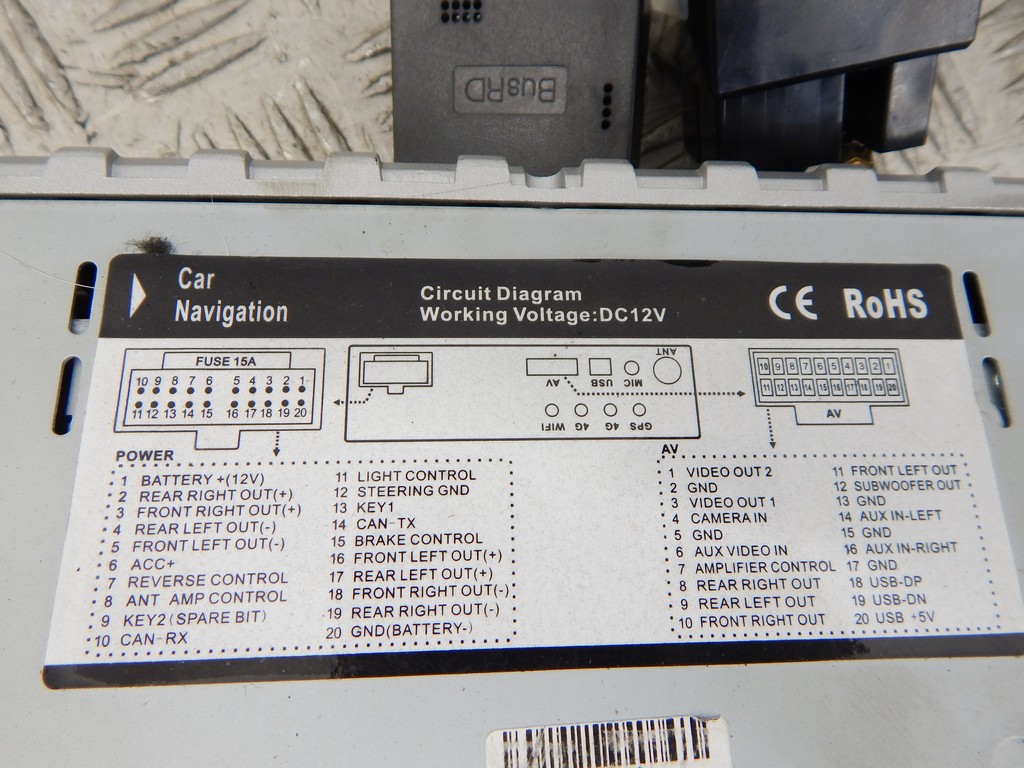 BusRD
Car
Navigation
Circuit Diagram
Working Voltage:DC12V
CE RoHS
FUSE 15A
10 9 8 7 6 5 4 3 2 1
11 12 13 14 15 16 17 18 19 20
AV USB MIC ANT
WIFI 4G 4G GPS
10 9 8 7 6 5 4 3 2 1
11 12 13 14 15 16 17 18 19 20
AV
POWER
1 BATTERY +(12V)
2 REAR RIGHT OUT(+)
3 FRONT RIGHT OUT(+)
4 REAR LEFT OUT(-)
5 FRONT LEFT OUT(-)
6 ACC+
7 REVERSE CONTROL
8 ANT AMP CONTROL
9 KEY2 (SPARE BIT)
10 CAN-RX
11 LIGHT CONTROL
12 STEERING GND
13 KEY1
14 CAN-TX
15 BRAKE CONTROL
16 FRONT LEFT OUT(+)
17 REAR LEFT OUT(+)
18 FRONT RIGHT OUT(-)
19 REAR RIGHT OUT(-)
20 GND(BATTERY-)
AV
1 VIDEO OUT 2
2 GND
3 VIDEO OUT 1
4 CAMERA IN
5 GND
6 AUX VIDEO IN
7 AMPLIFIER CONTROL
8 REAR RIGHT OUT
9 REAR LEFT OUT
10 FRONT RIGHT OUT
11 FRONT LEFT OUT
12 SUBWOOFER OUT
13 GND
14 AUX IN-LEFT
15 GND
16 AUX IN-RIGHT
17 GND
18 USB-DP
19 USB-DN
20 USB +5V